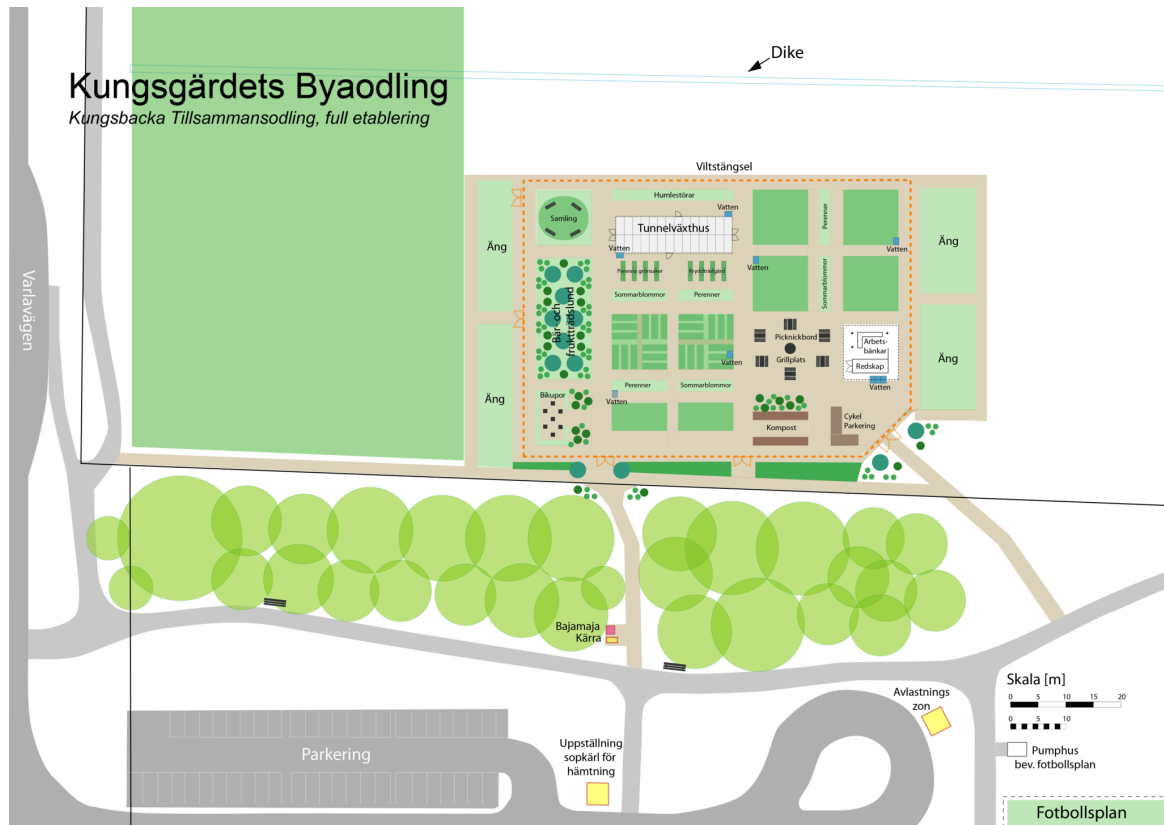 Dike
Kungsgärdets Byaodling
Kungsbacka Tillsammansodling, full etablering
Viltstängsel
Humlestörar
Vatten
Samling
Tunnelväxthus
Perenner
Vatten
Äng
Äng
Vatten
Vatten
Perenna grönsaker
Kryddträdgård
Sommarblommor
Sommarblommor
Perenner
Varlavägen
Bär- och
fruktträdslund
Picknickbord
Grillplats
Arbets-
bänkar
Redskap
Vatten
Äng
Äng
Perenner
Sommarblommor
Vatten
Vatten
Bikupor
Kompost
Cykel
Parkering
Bajamaja
Kärra
Skala [m]
0 5 10 15 20
0 5 10
Avlastnings
zon
Uppställning
sopkärl för
hämtning
Parkering
Pumphus
bev. fotbollsplan
Fotbollsplan